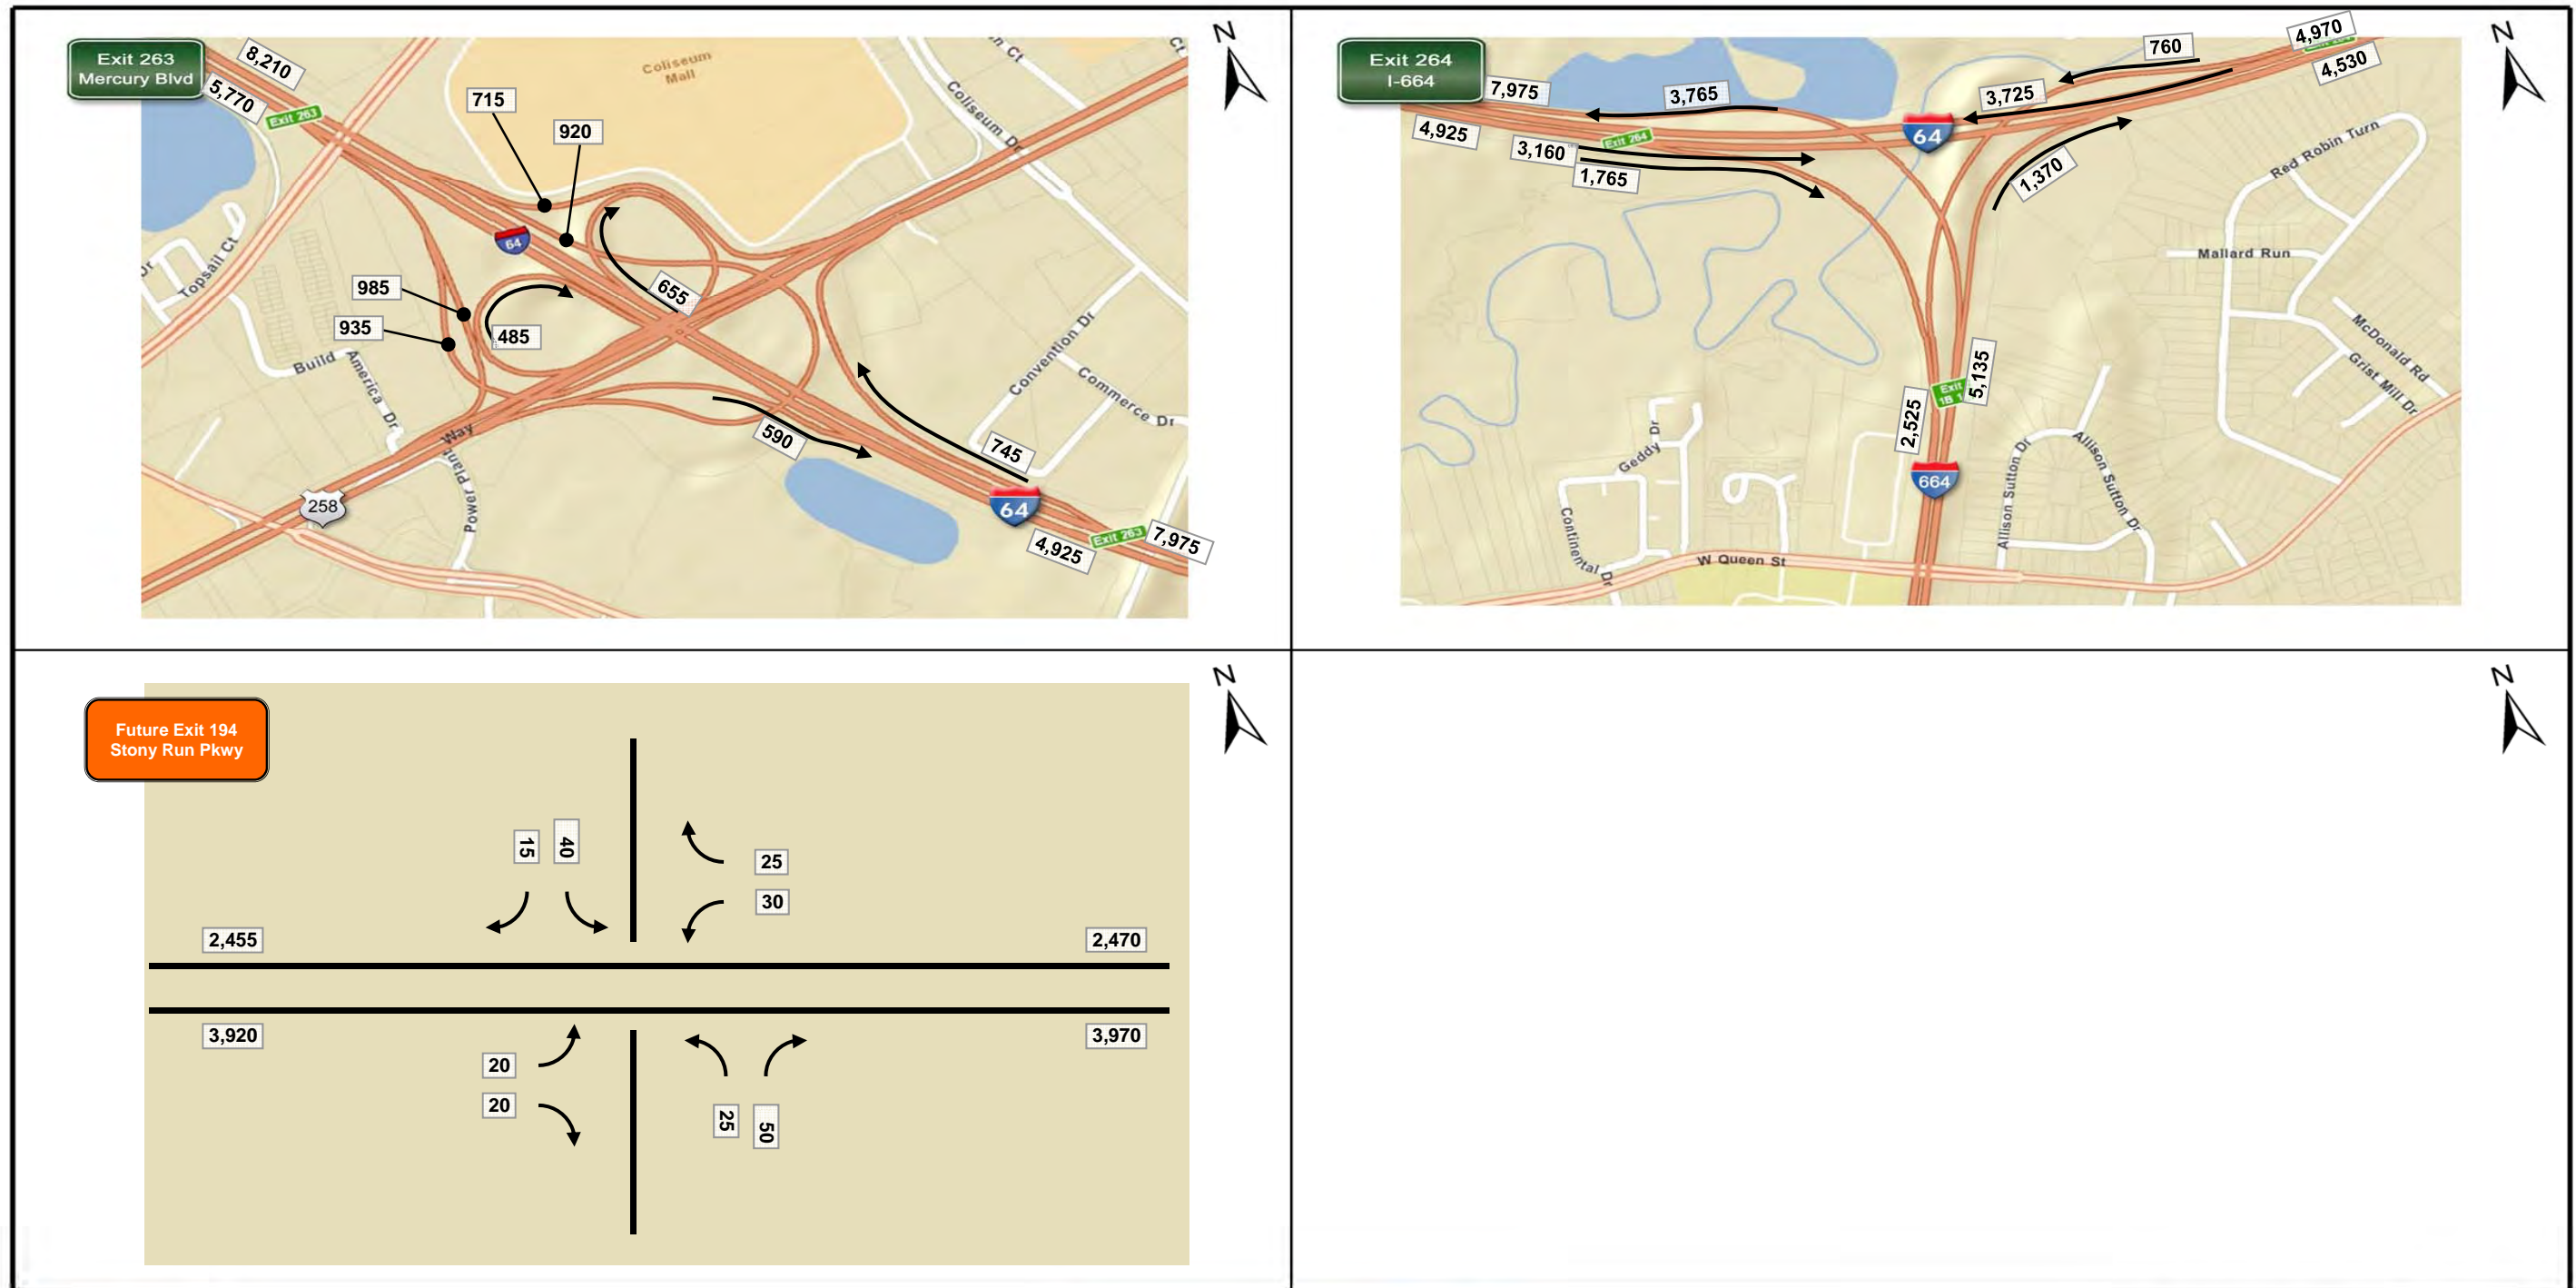 Exit 263
Mercury Blvd
8,210
5,770
Exit 263
715
920
Coliseum
Mall
Coliseum Dr
n Ct
Ct
N
64
985
935
485
655
Topsail Ct
Dr
Build America Dr
Power Plant
Way
258
590
745
Convention Dr
Commerce Dr
64
4,925
Exit 263
7,975
Exit 264
I-664
7,975
4,925
3,765
Exit 264
3,160
1,765
64
3,725
760
4,970
4,530
1,370
N
Red Robin Turn
Mallard Run
McDonald Rd
Grist Mill Dr
5,135
2,525
Exit
1B 1
664
Geddy Dr
Continental Dr
Allison Sutton Dr
Allison Sutton Dr
W Queen St
Future Exit 194
Stony Run Pkwy
N
15
40
25
30
2,455
2,470
3,920
3,970
20
20
25
50
N